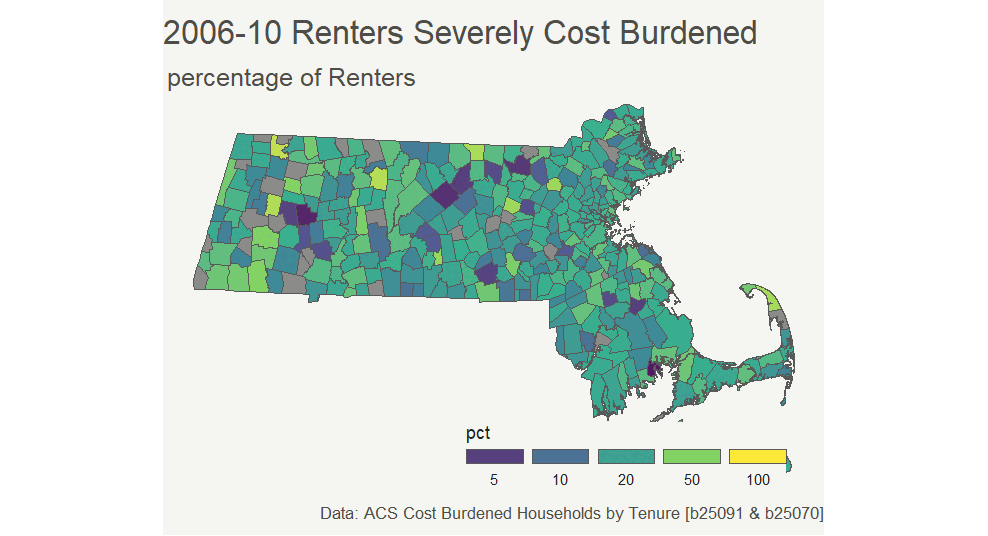 2006-10 Renters Severely Cost Burdened
percentage of Renters
pct
5 10 20 50 100
Data: ACS Cost Burdened Households by Tenure [b25091 & b25070]